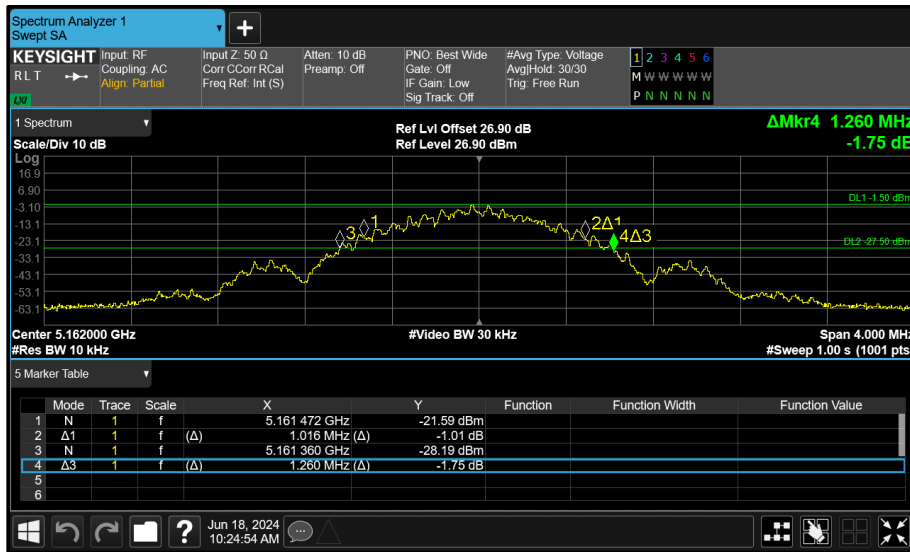 Spectrum Analyzer 1
Swept SA
+
KEYSIGHT
R L T
LXI
Input: RF
Coupling: AC
Align: Partial
Input Z: 50 Ω
Corr CCorr RCal
Freq Ref: Int (S)
Atten: 10 dB
Preamp: Off
PNO: Best Wide
Gate: Off
IF Gain: Low
Sig Track: Off
#Avg Type: Voltage
Avg|Hold: 30/30
Trig: Free Run
1 2 3 4 5 6
M W W W W W W
P N N N N N N
1 Spectrum
Scale/Div 10 dB
Ref Lvl Offset 26.90 dB
Ref Level 26.90 dBm
ΔMkr4 1.260 MHz
-1.75 dB
Log
16.9
6.90
-3.10
-13.1
-23.1
-33.1
-43.1
-53.1
-63.1
DL1 -1.50 dBm
DL2 -27.50 dBm
3
1
2Δ1
4Δ3
Center 5.162000 GHz
#Video BW 30 kHz
Span 4.000 MHz
#Res BW 10 kHz
#Sweep 1.00 s (1001 pts
5 Marker Table
Mode Trace Scale X Y Function Function Width Function Value
1 N 1 f 5.161 472 GHz -21.59 dBm
2 Δ1 1 f (Δ) 1.016 MHz (Δ) -1.01 dB
3 N 1 f 5.161 360 GHz -28.19 dBm
4 Δ3 1 f (Δ) 1.260 MHz (Δ) -1.75 dB
5
6
?
Jun 18, 2024
10:24:54 AM